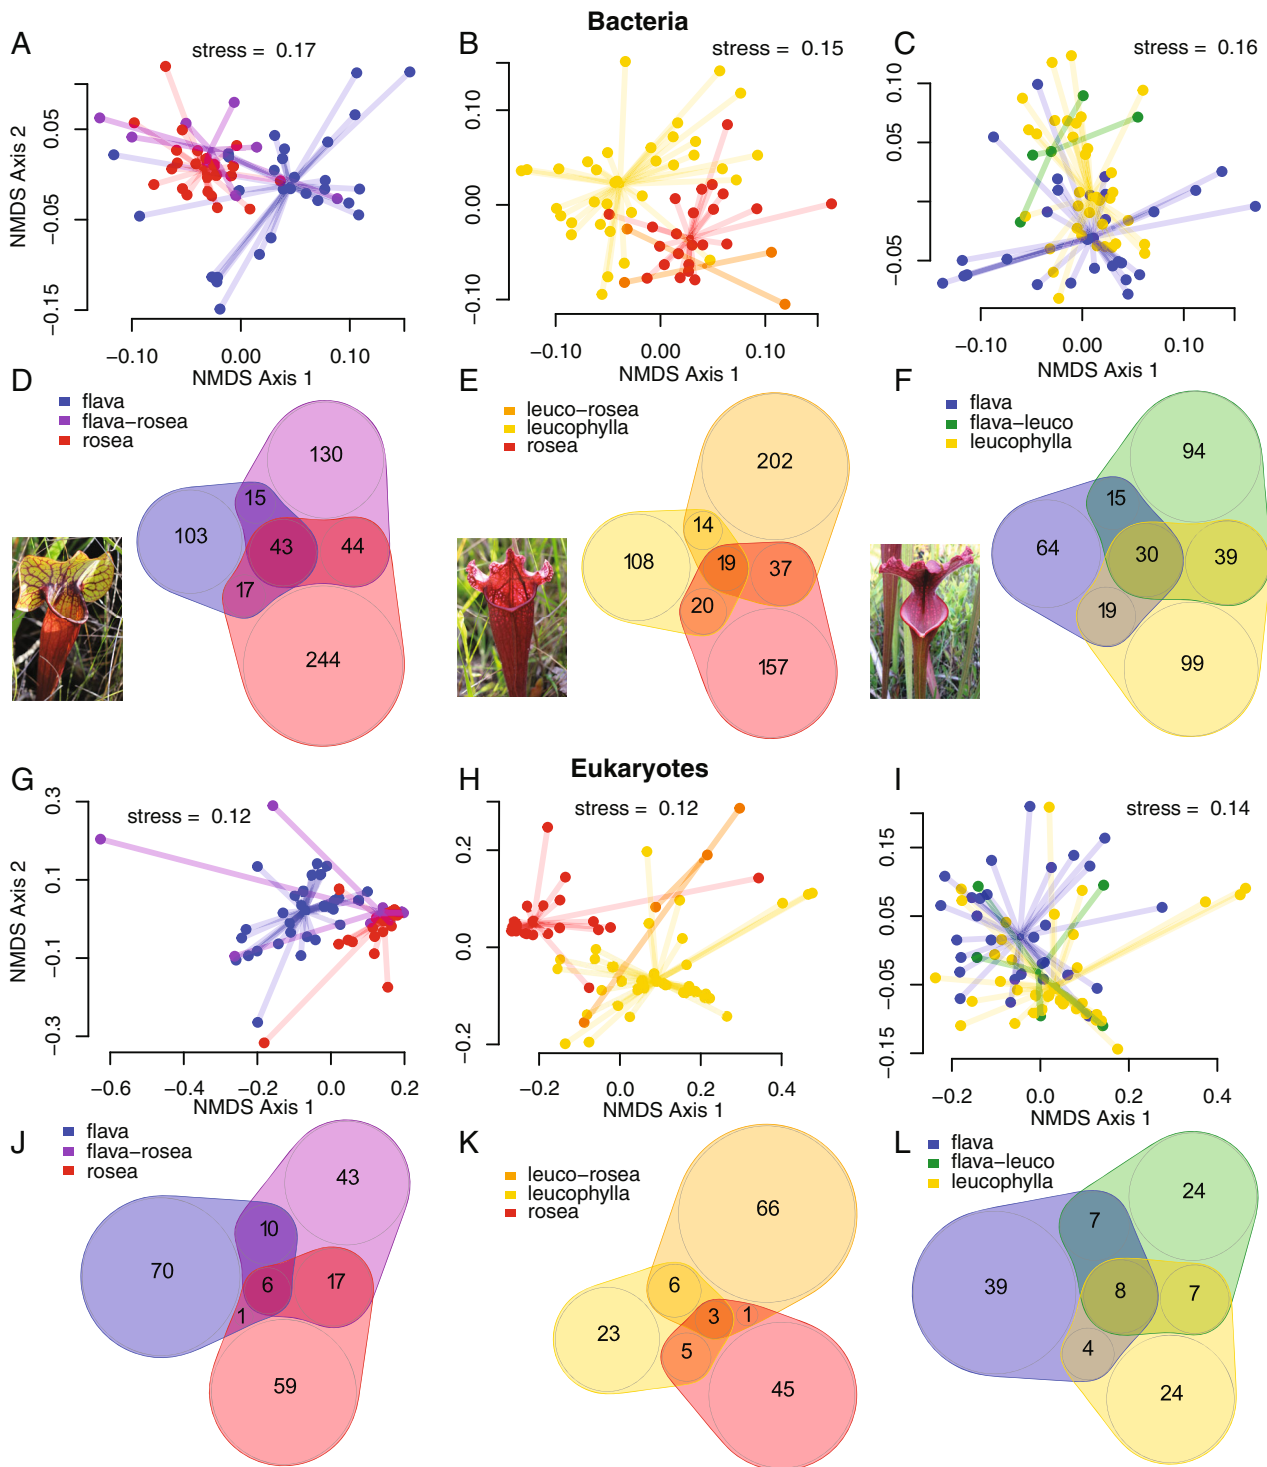 Bacteria
A
stress = 0.17
NMDS Axis 2
0.05
−0.05
−0.15
−0.10
0.00
0.10
NMDS Axis 1
B
stress = 0.15
0.10
0.00
−0.10
−0.10
0.00
0.10
NMDS Axis 1
C
stress = 0.16
0.10
0.05
−0.05
−0.10
0.00
0.10
NMDS Axis 1
D
flava
flava−rosea
rosea
130
15
103
43
44
17
244
E
leuco−rosea
leucophylla
rosea
202
14
108
19
37
20
157
F
flava
flava−leuco
leucophylla
94
15
64
30
39
19
99
Eukaryotes
G
stress = 0.12
NMDS Axis 2
0.3
0.1
−0.1
−0.3
−0.6
−0.4
−0.2
0.0
0.2
NMDS Axis 1
H
stress = 0.12
0.2
0.0
−0.2
−0.2
0.0
0.2
0.4
NMDS Axis 1
I
stress = 0.14
0.15
0.05
−0.05
−0.15
−0.2
0.0
0.2
0.4
NMDS Axis 1
J
flava
flava−rosea
rosea
43
10
70
6
17
1
59
K
leuco−rosea
leucophylla
rosea
66
6
23
3
1
5
45
L
flava
flava−leuco
leucophylla
24
7
39
8
7
4
24